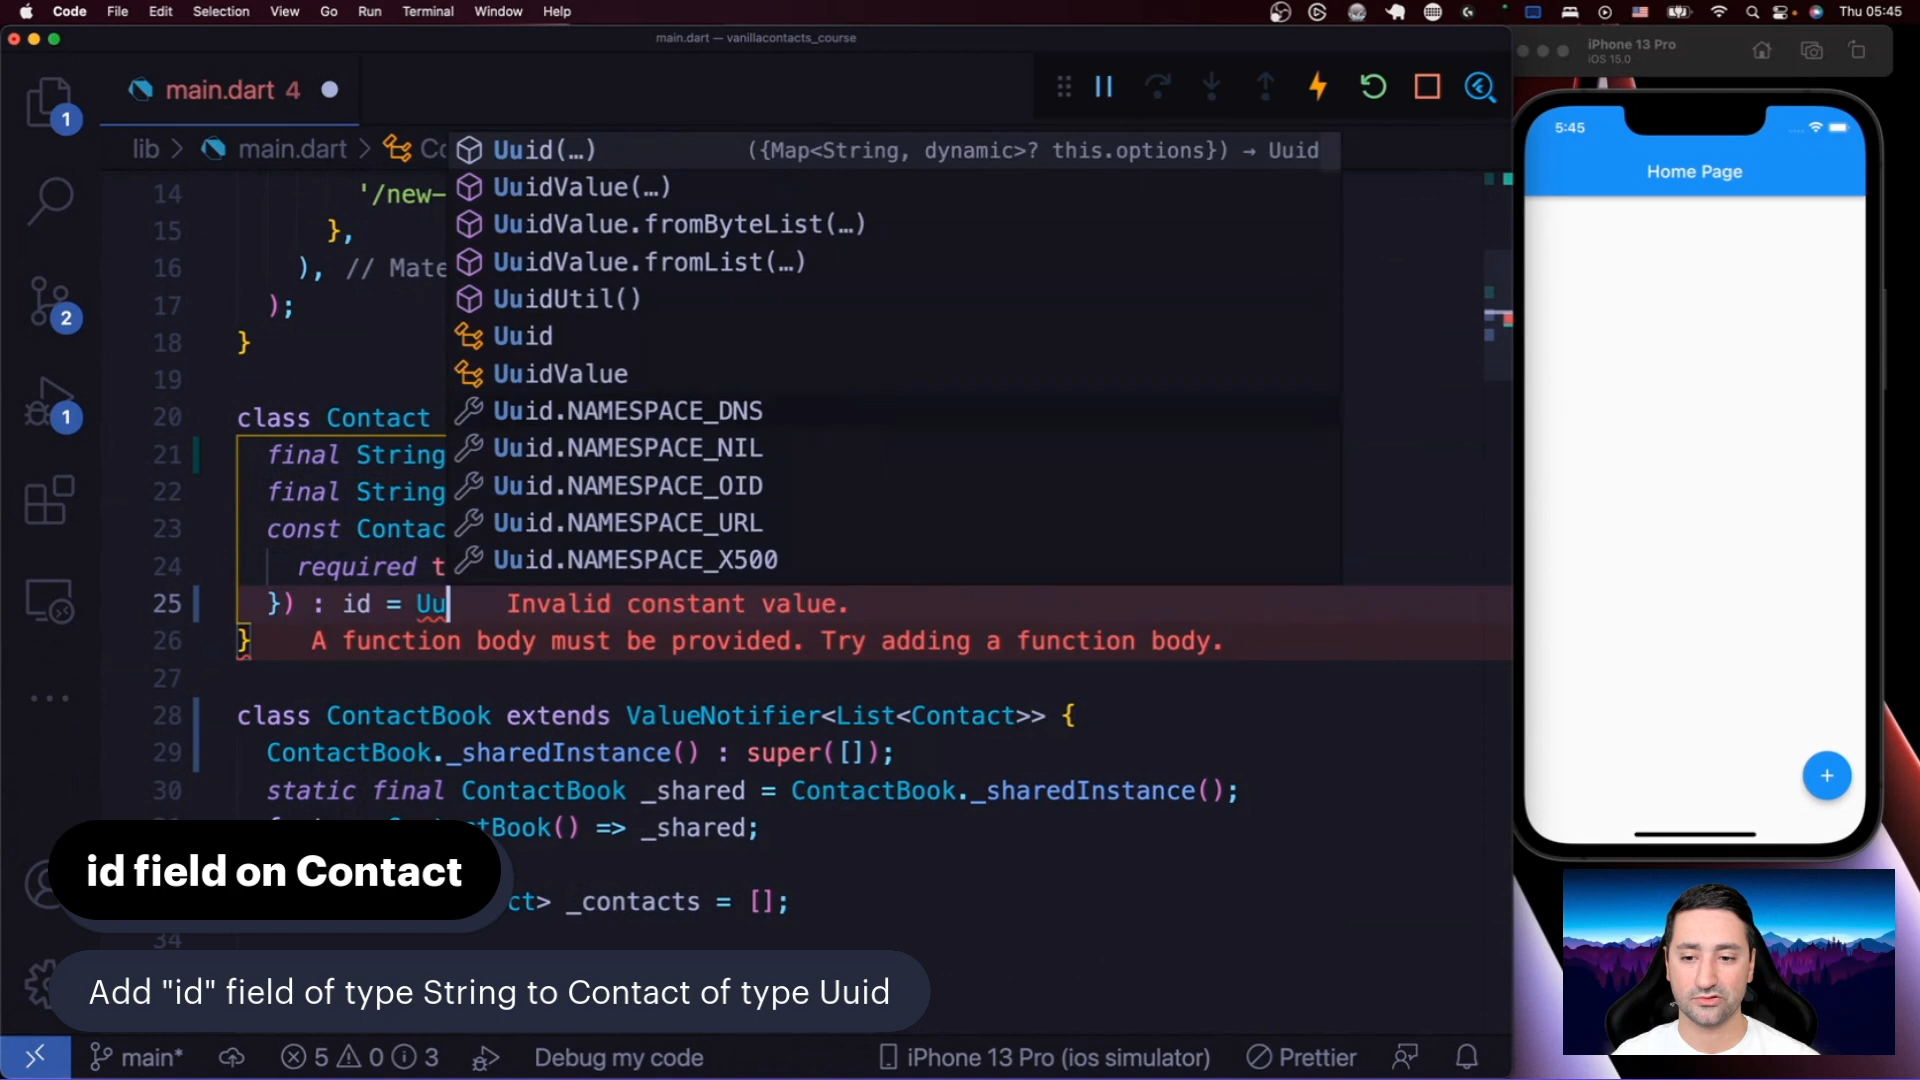 Code File Edit Selection View Go Run Terminal Window Help
Thu 05:45
main.dart — vanillacontacts_course
iPhone 13 Pro
iOS 15.0
main.dart 4
lib > main.dart >
Uuid(…) ({Map<String, dynamic>? this.options}) → Uuid
UuidValue(…)
UuidValue.fromByteList(…)
UuidValue.fromList(…)
UuidUtil()
Uuid
UuidValue
Uuid.NAMESPACE_DNS
Uuid.NAMESPACE_NIL
Uuid.NAMESPACE_OID
Uuid.NAMESPACE_URL
Uuid.NAMESPACE_X500
14 '/new-
15 },
16 ), // Mate
17 );
18 }
19
20 class Contact
21 final String
22 final String
23 const Contac
24 required t
25 }) : id = Uu Invalid constant value.
26 } A function body must be provided. Try adding a function body.
27
28 class ContactBook extends ValueNotifier<List<Contact>> {
29 ContactBook._sharedInstance() : super([]);
30 static final ContactBook _shared = ContactBook._sharedInstance();
tBook() => _shared;
ct> _contacts = [];
34
1
2
1
5:45
Home Page
+
id field on Contact
Add "id" field of type String to Contact of type Uuid
main* 5 0 3 Debug my code iPhone 13 Pro (ios simulator) Prettier